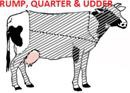 RUMP, QUARTER & UDDER